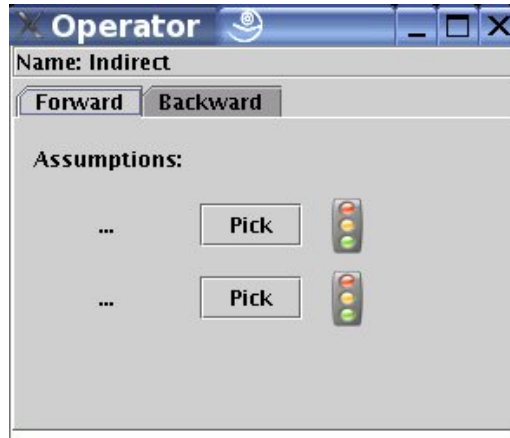 Operator
Name: Indirect
Forward Backward
Assumptions:
... Pick
... Pick